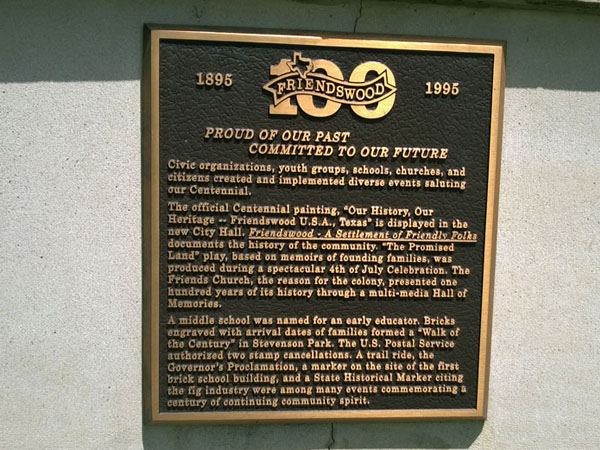 1895 100 1995
FRIENDSWOOD
PROUD OF OUR PAST
COMMITTED TO OUR FUTURE
Civic organizations, youth groups, schools, churches, and
citizens created and implemented diverse events saluting
our Centennial.
The official Centennial painting, "Our History, Our
Heritage -- Friendswood U.S.A., Texas" is displayed in the
new City Hall. Friendswood - A Settlement of Friendly Folks
documents the history of the community. "The Promised
Land" play, based on memoirs of founding families, was
produced during a spectacular 4th of July Celebration. The
Friends Church, the reason for the colony, presented one
hundred years of its history through a multi-media Hall of
Memories.
A middle school was named for an early educator. Bricks
engraved with arrival dates of families formed a "Walk of
the Century" in Stevenson Park. The U.S. Postal Service
authorized two stamp cancellations. A trail ride, the
Governor's Proclamation, a marker on the site of the first
brick school building, and a State Historical Marker citing
the fig industry were among many events commemorating a
century of continuing community spirit.